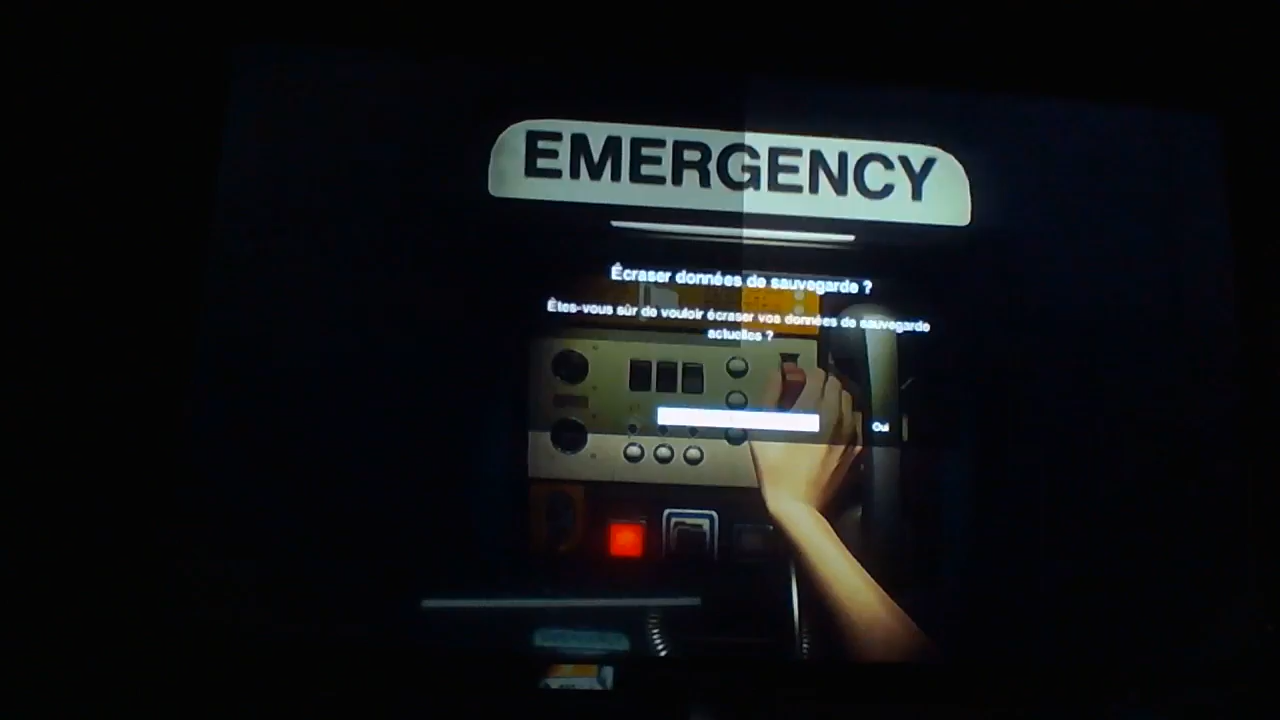 EMERGENCY
Écraser données de sauvegarde ?
Êtes-vous sûr de vouloir écraser vos données de sauvegarde
actuelles ?
Oui